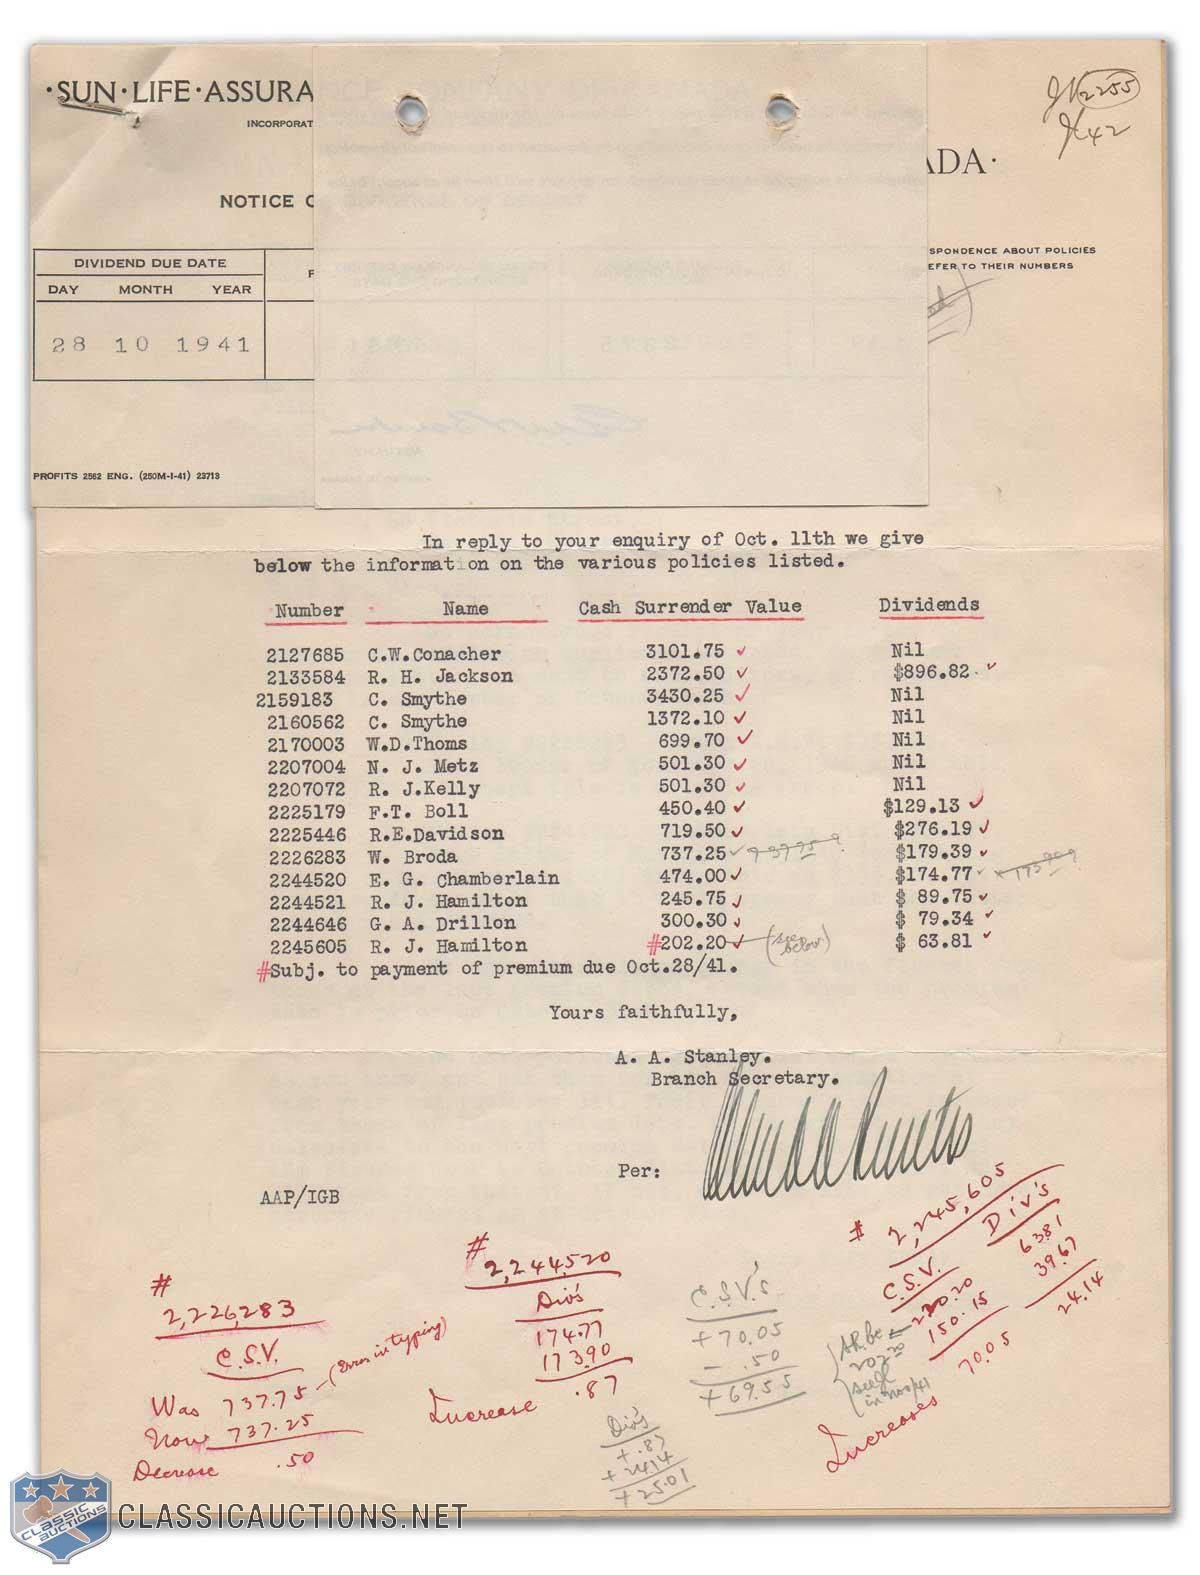 ·SUN·LIFE·ASSURA
INCORPORAT
ADA·
2255
NOTICE O
SPONDENCE ABOUT POLICIES
EFER TO THEIR NUMBERS
DIVIDEND DUE DATE
DAY MONTH YEAR
28 10 1941
PROFITS 2562 ENG. (250M-1-41) 23713
In reply to your enquiry of Oct. 11th we give
below the information on the various policies listed.
Number Name Cash Surrender Value Dividends
2127685 C.W.Conacher 3101.75 ✓ Nil
2133584 R. H. Jackson 2372.50 ✓ $896.82 ✓
2159183 C. Smythe 3430.25 ✓ Nil
2160562 C. Smythe 1372.10 ✓ Nil
2170003 W.D.Thoms 699.70 ✓ Nil
2207004 N. J. Metz 501.30 ✓ Nil
2207072 R. J.Kelly 501.30 ✓ Nil
2225179 F.T. Boll 450.40 ✓ $129.13 ✓
2225446 R.E.Davidson 719.50 ✓ $276.19 ✓
2226283 W. Broda 737.25 ✓ $179.39 ✓
2244520 E. G. Chamberlain 474.00 ✓ $174.77 ✓
2244521 R. J. Hamilton 245.75 ✓ $ 89.75 ✓
2244646 G. A. Drillon 300.30 ✓ $ 79.34 ✓
2245605 R. J. Hamilton #202.20 ✓ (see below) $ 63.81 ✓
#Subj. to payment of premium due Oct.28/41.
Yours faithfully,
A. A. Stanley.
Branch Secretary.
Per:
AAP/IGB
#
2,226,283
C.S.V.
Was 737.75 - (Error in typing)
Now 737.25
Decrease .50
#
2,244,520
Div's
174.77
173.90
Increase .87
C.S.V.'s
+ 70.05
- .50
+ 69.55
Div's
+ .87
+ 24.14
+ 25.01
# 2,245,605
C.S.V. Div's
63.81
39.67
24.14
150.15
70.05
Increases
CLASSIC AUCTIONS
CLASSICAUCTIONS.NET